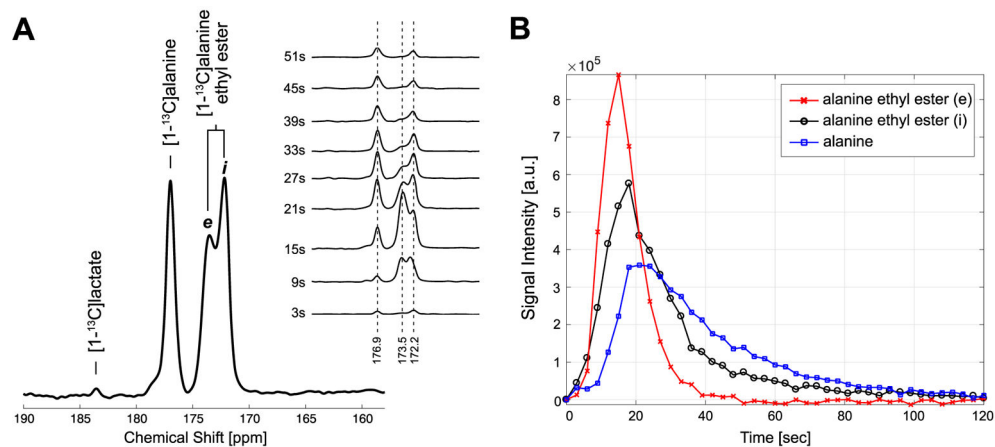 A
[1-¹³C]lactate
[1-¹³C]alanine
[1-¹³C]alanine
ethyl ester
e
i
190
185
180
175
170
165
160
Chemical Shift [ppm]
51s
45s
39s
33s
27s
21s
15s
9s
3s
176.9
173.5
172.2
B
×10⁵
8
7
6
5
4
3
2
1
0
Signal Intensity [a.u.]
alanine ethyl ester (e)
alanine ethyl ester (i)
alanine
0
20
40
60
80
100
120
Time [sec]